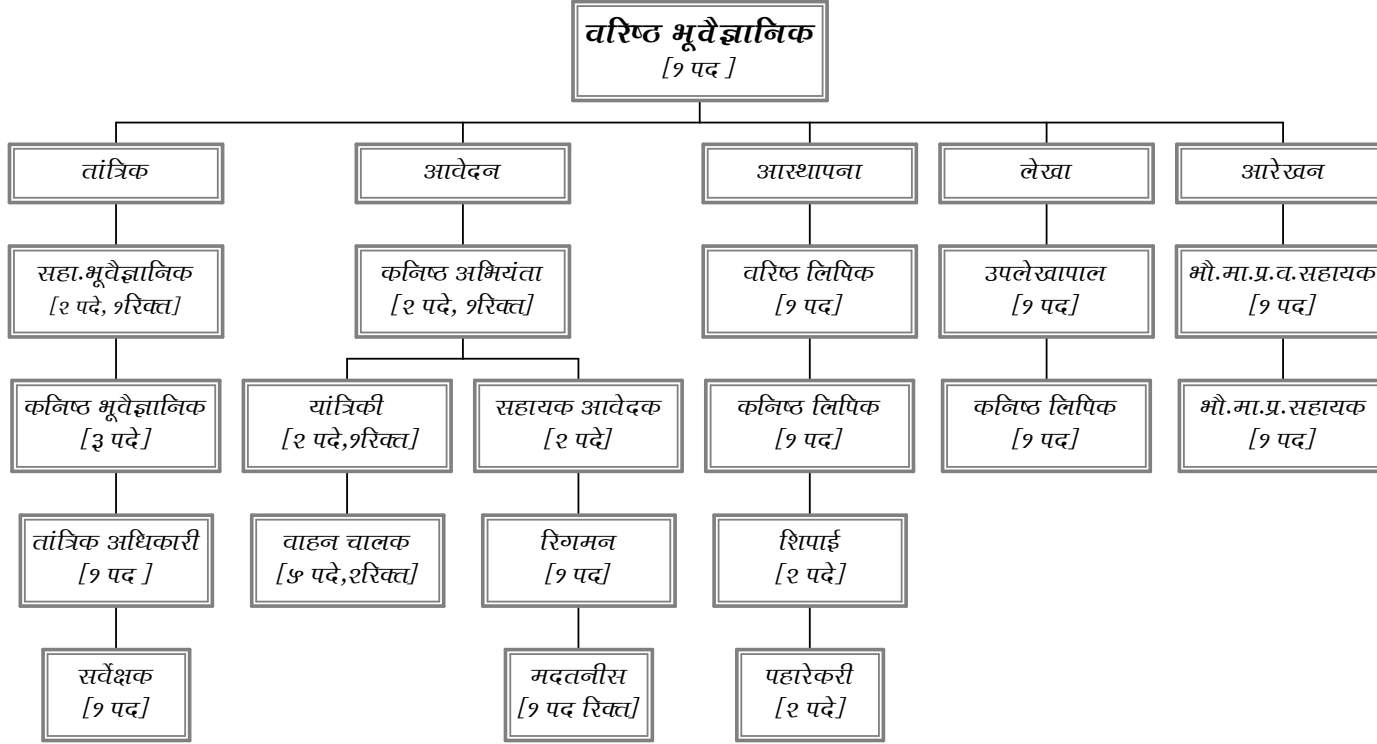 वरिष्ठ भूवैज्ञानिक
[१ पद ]
तांत्रिक
आवेदन
आस्थापना
लेखा
आरेखन
सहा.भूवैज्ञानिक
[२ पदे, १रिक्त]
कनिष्ठ अभियंता
[२ पदे, १रिक्त]
वरिष्ठ लिपिक
[१ पद]
उपलेखापाल
[१ पद]
भौ.मा.प्र.व.सहायक
[१ पद]
कनिष्ठ भूवैज्ञानिक
[३ पदे]
यांत्रिकी
[२ पदे,१रिक्त]
सहायक आवेदक
[२ पदे]
कनिष्ठ लिपिक
[१ पद]
कनिष्ठ लिपिक
[१ पद]
भौ.मा.प्र.सहायक
[१ पद]
तांत्रिक अधिकारी
[१ पद ]
वाहन चालक
[५ पदे,२रिक्त]
रिगमन
[१ पद]
शिपाई
[२ पदे]
सर्वेक्षक
[१ पद]
मदतनीस
[१ पद रिक्त]
पहारेकरी
[२ पदे]